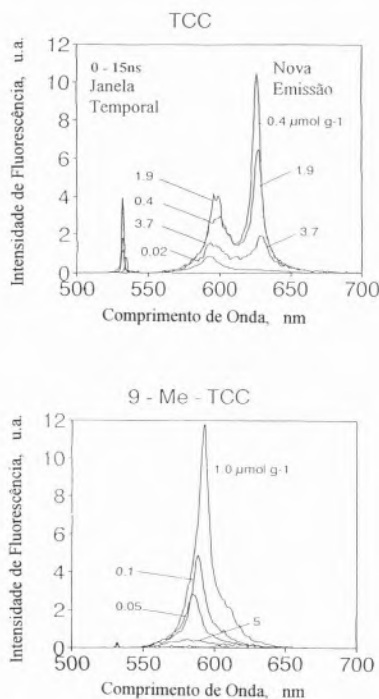 TCC
Intensidade de Fluorescência, u.a.
12
10
8
6
4
2
0
0 - 15ns
Janela
Temporal
Nova
Emissão
0.4 µmol g-1
1.9
1.9
0.4
3.7
3.7
0.02
500
550
600
650
700
Comprimento de Onda, nm
9 - Me - TCC
Intensidade de Fluorescência, u.a.
12
10
8
6
4
2
0
1.0 µmol g-1
0.1
0.05
5
500
600
700
Comprimento de Onda, nm